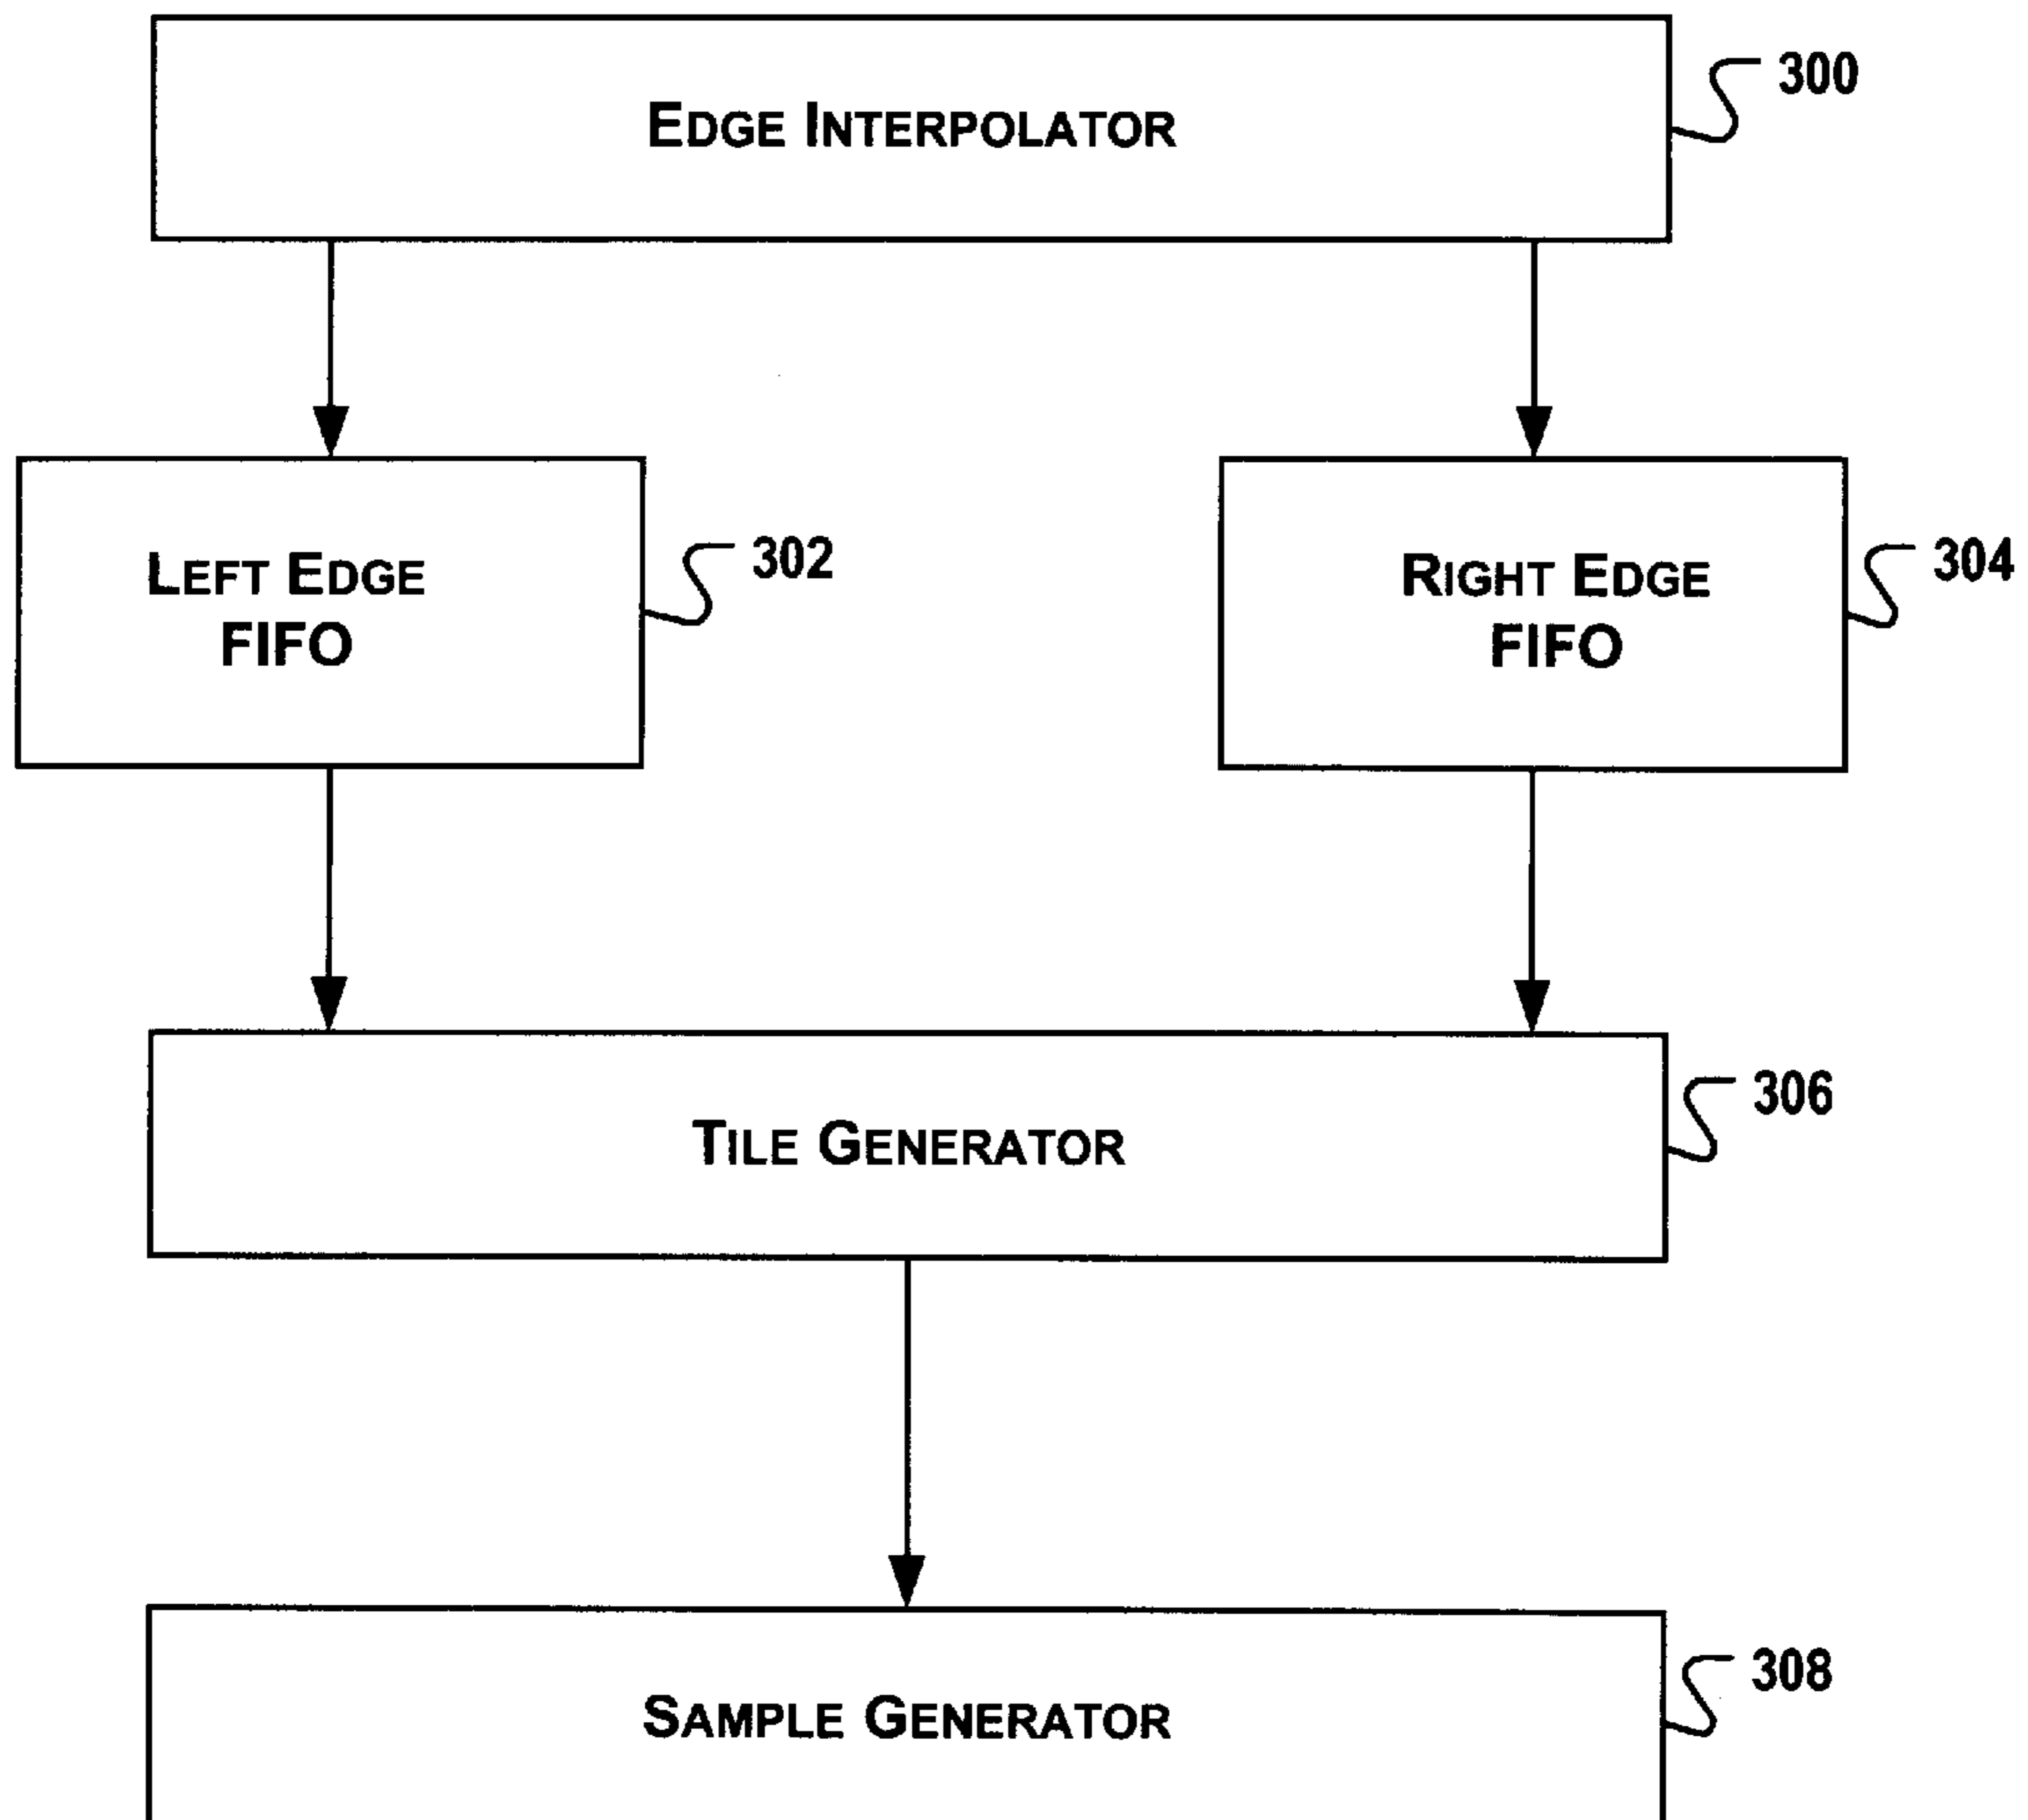 EDGE INTERPOLATOR
300
LEFT EDGE
FIFO
302
RIGHT EDGE
FIFO
304
TILE GENERATOR
306
SAMPLE GENERATOR
308